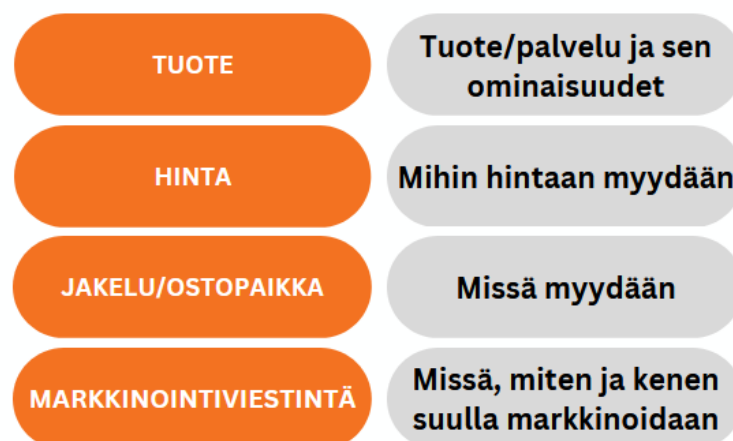 TUOTE
Tuote/palvelu ja sen
ominaisuudet
HINTA
Mihin hintaan myydään
JAKELU/OSTOPAIKKA
Missä myydään
MARKKINOINTIVIESTINTÄ
Missä, miten ja kenen
suulla markkinoidaan